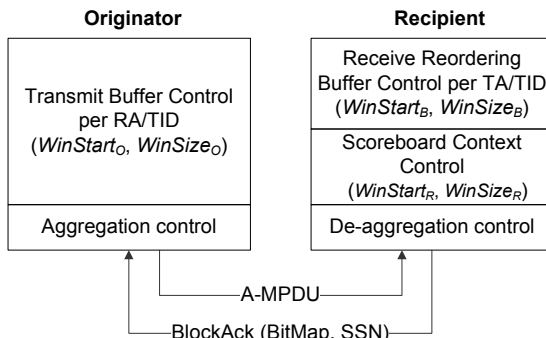 Originator
Recipient
Transmit Buffer Control
per RA/TID
(WinStartO, WinSizeO)
Aggregation control
Receive Reordering
Buffer Control per TA/TID
(WinStartB, WinSizeB)
Scoreboard Context
Control
(WinStartR, WinSizeR)
De-aggregation control
A-MPDU
BlockAck (BitMap, SSN)